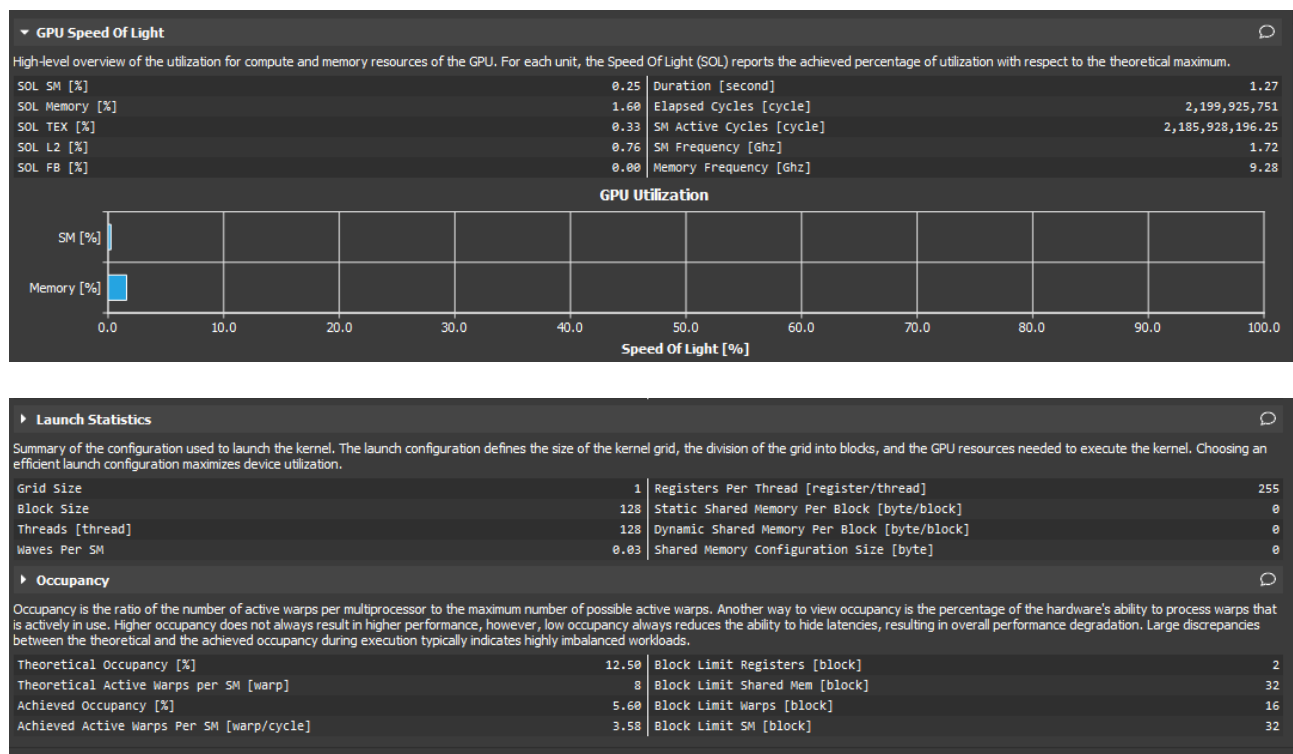 GPU Speed Of Light
High-level overview of the utilization for compute and memory resources of the GPU. For each unit, the Speed Of Light (SOL) reports the achieved percentage of utilization with respect to the theoretical maximum.
SOL SM [%] 0.25 Duration [second] 1.27
SOL Memory [%] 1.60 Elapsed Cycles [cycle] 2,199,925,751
SOL TEX [%] 0.33 SM Active Cycles [cycle] 2,185,928,196.25
SOL L2 [%] 0.76 SM Frequency [Ghz] 1.72
SOL FB [%] 0.00 Memory Frequency [Ghz] 9.28
GPU Utilization
SM [%]
Memory [%]
0.0 10.0 20.0 30.0 40.0 50.0 60.0 70.0 80.0 90.0 100.0
Speed Of Light [%]
Launch Statistics
Summary of the configuration used to launch the kernel. The launch configuration defines the size of the kernel grid, the division of the grid into blocks, and the GPU resources needed to execute the kernel. Choosing an
efficient launch configuration maximizes device utilization.
Grid Size 1 Registers Per Thread [register/thread] 255
Block Size 128 Static Shared Memory Per Block [byte/block] 0
Threads [thread] 128 Dynamic Shared Memory Per Block [byte/block] 0
Waves Per SM 0.03 Shared Memory Configuration Size [byte] 0
Occupancy
Occupancy is the ratio of the number of active warps per multiprocessor to the maximum number of possible active warps. Another way to view occupancy is the percentage of the hardware's ability to process warps that
is actively in use. Higher occupancy does not always result in higher performance, however, low occupancy always reduces the ability to hide latencies, resulting in overall performance degradation. Large discrepancies
between the theoretical and the achieved occupancy during execution typically indicates highly imbalanced workloads.
Theoretical Occupancy [%] 12.50 Block Limit Registers [block] 2
Theoretical Active Warps per SM [warp] 8 Block Limit Shared Mem [block] 32
Achieved Occupancy [%] 5.60 Block Limit Warps [block] 16
Achieved Active Warps Per SM [warp/cycle] 3.58 Block Limit SM [block] 32